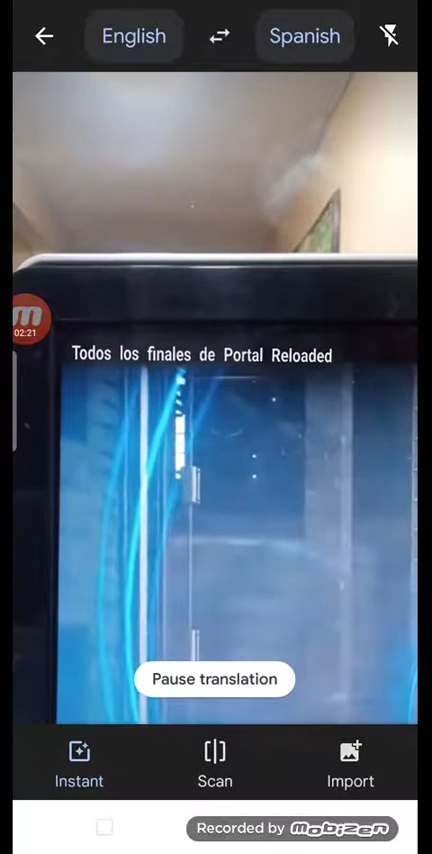 English Spanish
m
02:21
Todos los finales de Portal Reloaded
Pause translation
Instant Scan Import
Recorded by mobizen